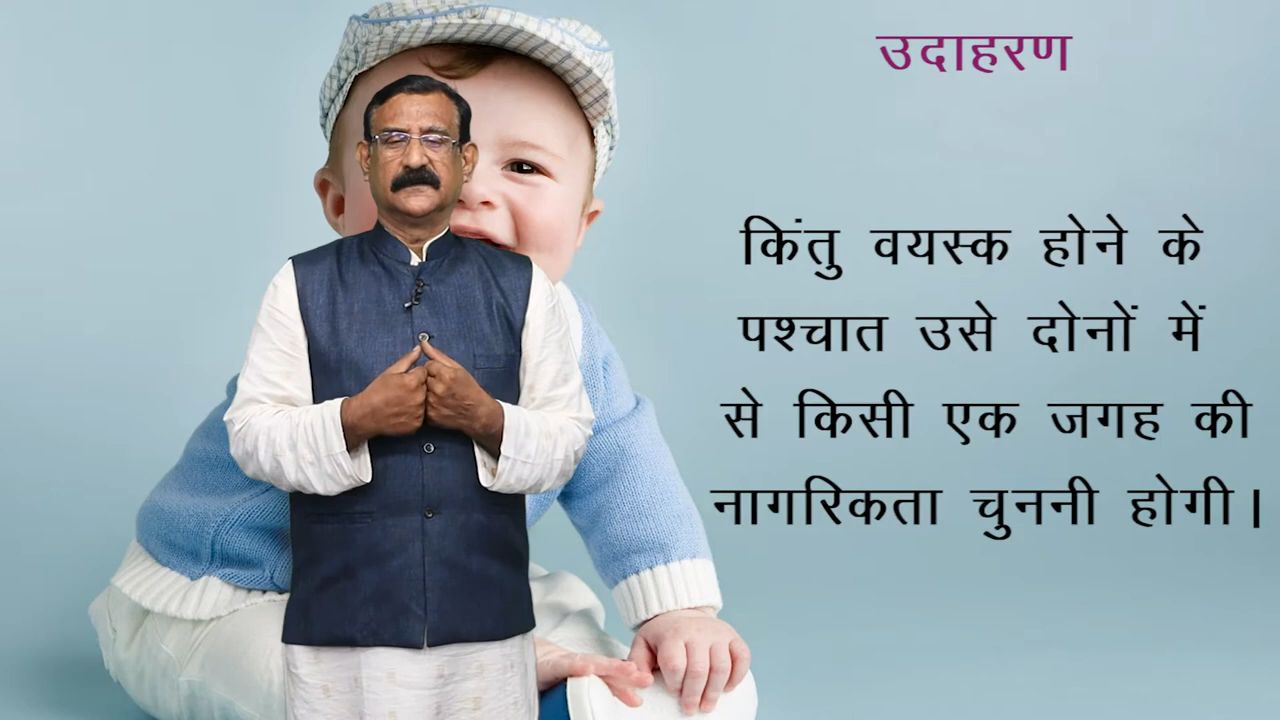 उदाहरण
किंतु वयस्क होने के
पश्चात उसे दोनों में
से किसी एक जगह की
नागरिकता चुननी होगी।